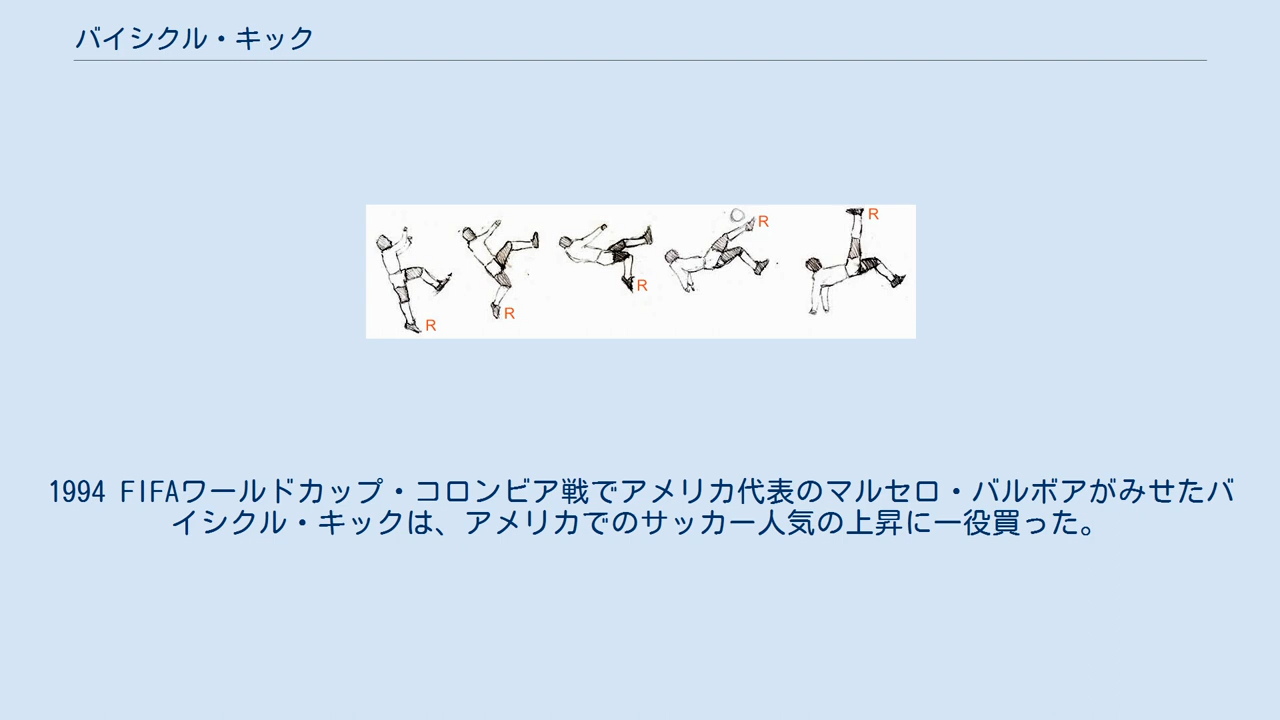 バイシクル・キック
R
R
R
R
R
1994 FIFAワールドカップ・コロンビア戦でアメリカ代表のマルセロ・バルボアがみせたバ
イシクル・キックは、アメリカでのサッカー人気の上昇に一役買った。